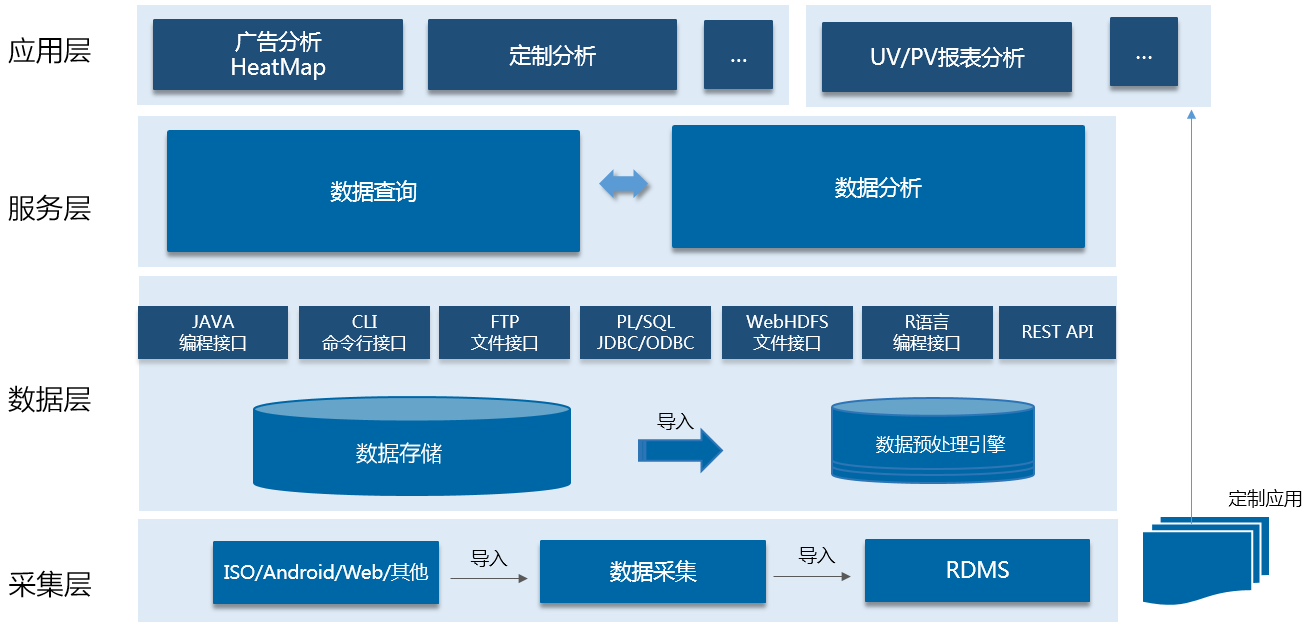 应用层
广告分析
HeatMap
定制分析
...
UV/PV报表分析
...
服务层
数据查询
数据分析
数据层
JAVA
编程接口
CLI
命令行接口
FTP
文件接口
PL/SQL
JDBC/ODBC
WebHDFS
文件接口
R语言
编程接口
REST API
数据存储
导入
数据预处理引擎
定制应用
采集层
ISO/Android/Web/其他
导入
数据采集
导入
RDMS